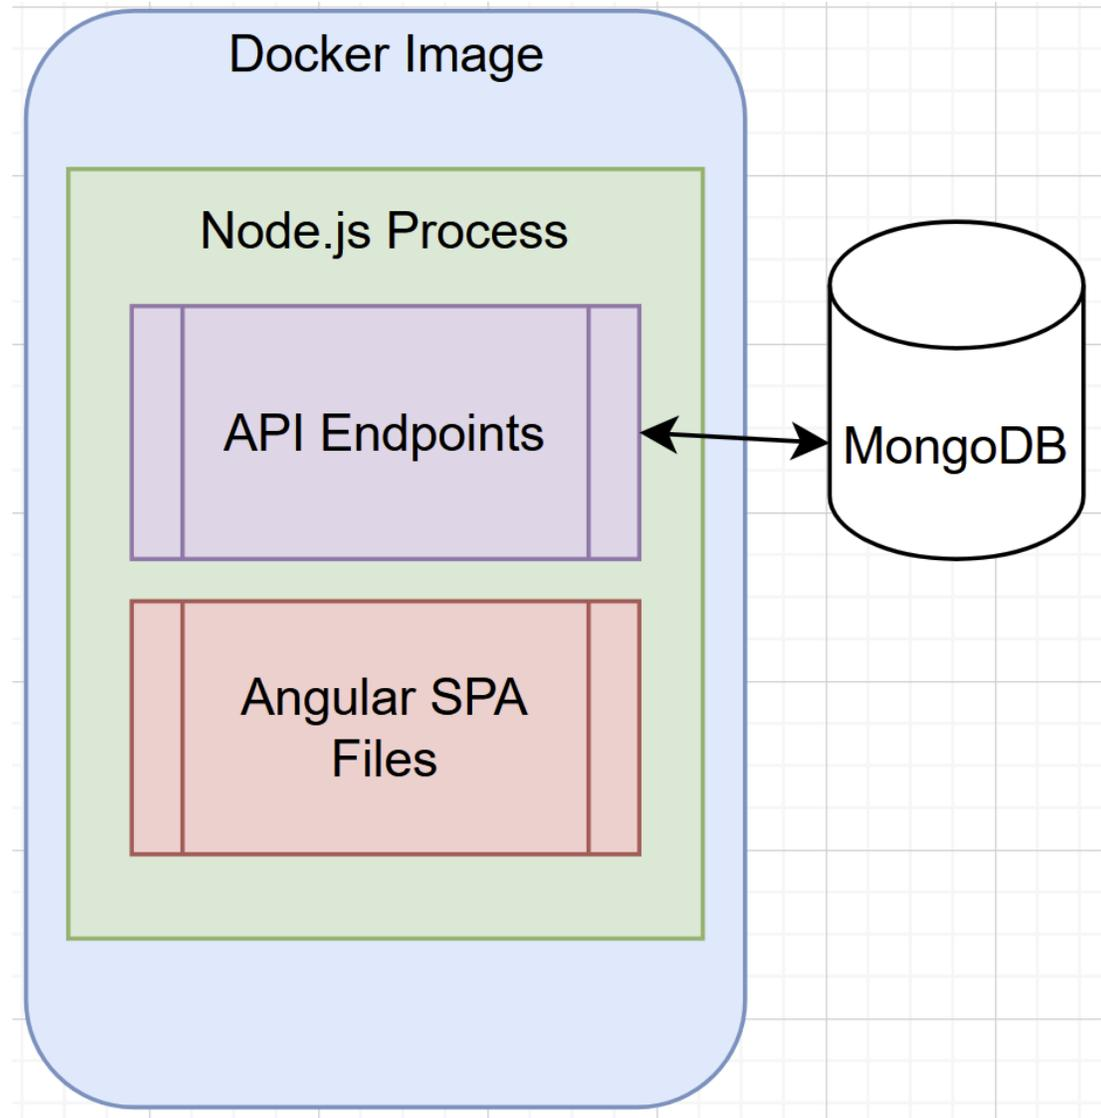 Docker Image
Node.js Process
API Endpoints
MongoDB
Angular SPA
Files